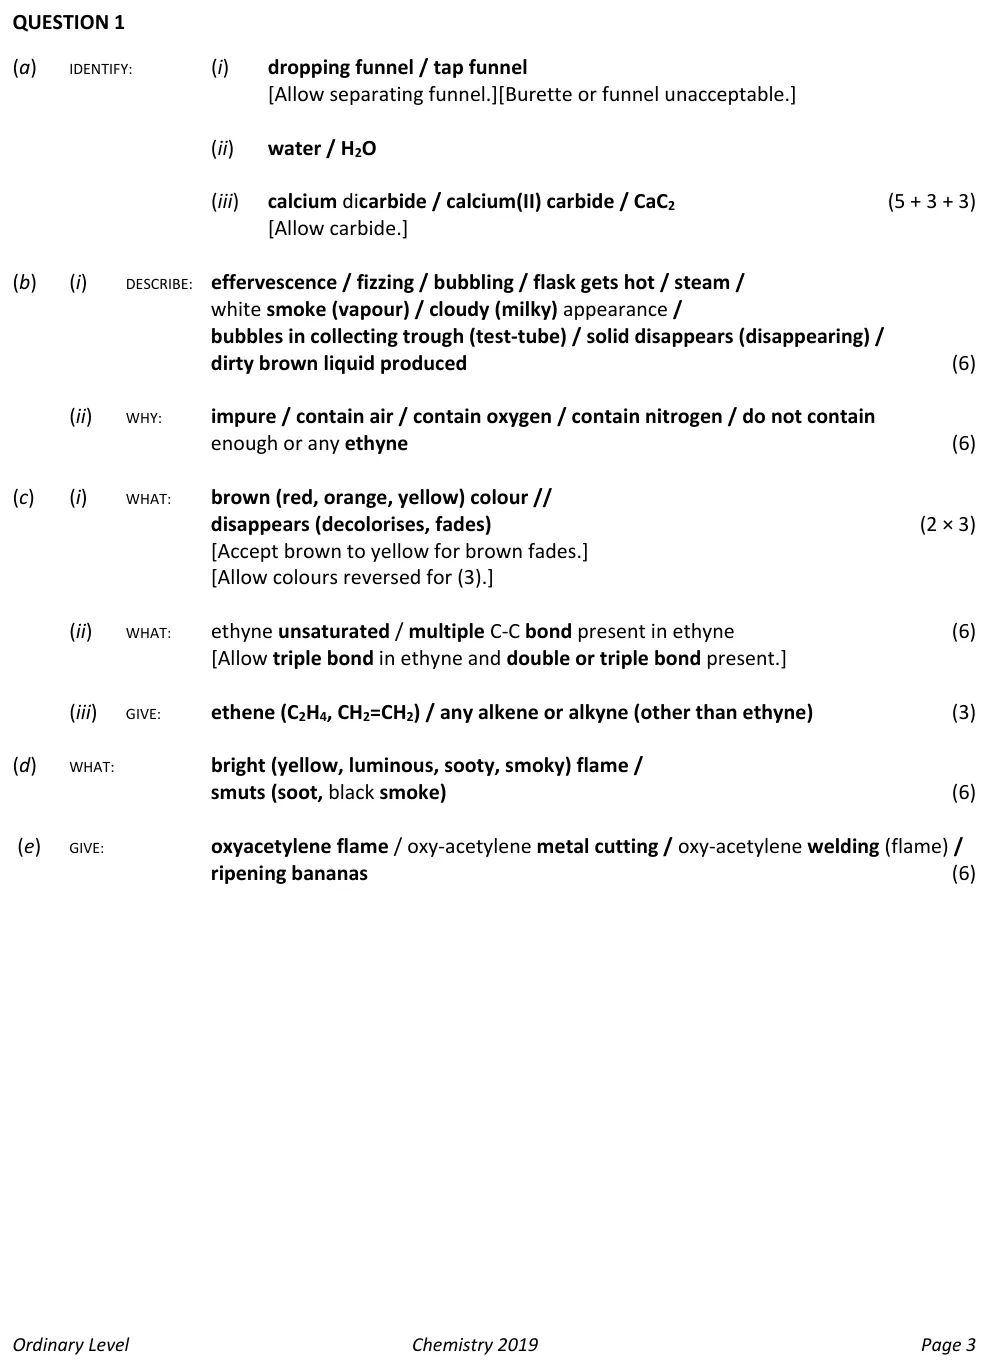 QUESTION 1
(a) IDENTIFY: (i) dropping funnel / tap funnel
[Allow separating funnel.][Burette or funnel unacceptable.]
(ii) water / H₂O
(iii) calcium dicarbide / calcium(II) carbide / CaC₂ (5 + 3 + 3)
[Allow carbide.]
(b) (i) DESCRIBE: effervescence / fizzing / bubbling / flask gets hot / steam /
white smoke (vapour) / cloudy (milky) appearance /
bubbles in collecting trough (test-tube) / solid disappears (disappearing) /
dirty brown liquid produced (6)
(ii) WHY: impure / contain air / contain oxygen / contain nitrogen / do not contain
enough or any ethyne (6)
(c) (i) WHAT: brown (red, orange, yellow) colour //
disappears (decolorises, fades) (2 × 3)
[Accept brown to yellow for brown fades.]
[Allow colours reversed for (3).]
(ii) WHAT: ethyne unsaturated / multiple C-C bond present in ethyne (6)
[Allow triple bond in ethyne and double or triple bond present.]
(iii) GIVE: ethene (C₂H₄, CH₂=CH₂) / any alkene or alkyne (other than ethyne) (3)
(d) WHAT: bright (yellow, luminous, sooty, smoky) flame /
smuts (soot, black smoke) (6)
(e) GIVE: oxyacetylene flame / oxy-acetylene metal cutting / oxy-acetylene welding (flame) /
ripening bananas (6)
Ordinary Level Chemistry 2019 Page 3